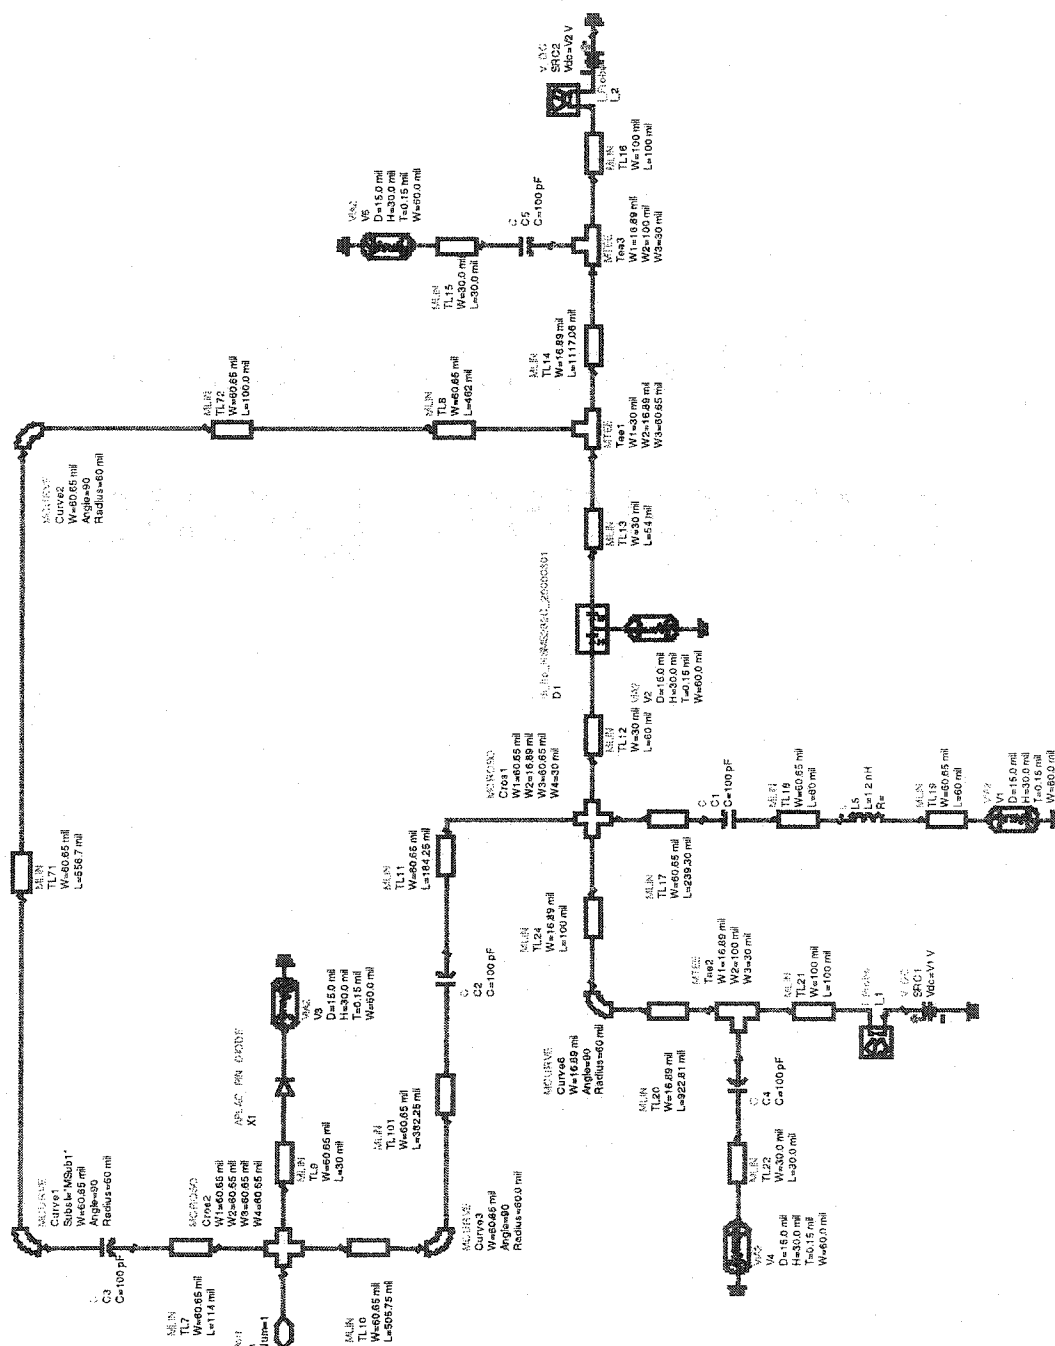 V_DC
SRC2
Vdc=V2 V
I_Probe
I_2
MLIN
TL16
W=100 mil
L=100 mil
VIA2
V5
D=15.0 mil
H=30.0 mil
T=0.15 mil
W=60.0 mil
MLIN
TL15
W=30.0 mil
L=30.0 mil
C
C5
C=100 pF
MTEE
Tee3
W1=16.89 mil
W2=100 mil
W3=30 mil
MLIN
TL14
W=16.89 mil
L=1117.06 mil
MLIN
TL72
W=60.65 mil
L=100.0 mil
MLIN
TL8
W=60.65 mil
L=462 mil
MTEE
Tee1
W1=30 mil
W2=16.89 mil
W3=60.65 mil
MCURVE
Curve2
W=60.65 mil
Angle=90
Radius=60 mil
MLIN
TL13
W=30 mil
L=54 mil
D1
VIA2
V2
D=15.0 mil
H=30.0 mil
T=0.15 mil
W=60.0 mil
MLIN
TL12
W=30 mil
L=60 mil
MCROSO
Cros1
W1=60.65 mil
W2=16.89 mil
W3=60.65 mil
W4=30 mil
MLIN
TL71
W=60.65 mil
L=556.7 mil
MLIN
TL11
W=60.65 mil
L=184.25 mil
C
C2
C=100 pF
MLIN
TL101
W=60.65 mil
L=382.25 mil
MLIN
TL17
W=60.65 mil
L=239.30 mil
C
C1
C=100 pF
MLIN
TL18
W=60.65 mil
L=60 mil
L
L5
L=12 nH
R=
MLIN
TL19
W=60.65 mil
L=60 mil
VIA2
V1
D=15.0 mil
H=30.0 mil
T=0.15 mil
W=60.0 mil
MLIN
TL24
W=16.89 mil
L=100 mil
MCURVE
Curve6
W=16.89 mil
Angle=90
Radius=60 mil
MLIN
TL20
W=16.89 mil
L=922.81 mil
MTEE
Tee2
W1=16.89 mil
W2=100 mil
W3=30 mil
MLIN
TL21
W=100 mil
L=100 mil
I_Probe
I_1
V_DC
SRC1
Vdc=V1 V
C
C4
C=100 pF
MLIN
TL22
W=30.0 mil
L=30.0 mil
VIA2
V4
D=15.0 mil
H=30.0 mil
T=0.15 mil
W=60.0 mil
VIA2
V3
D=15.0 mil
H=30.0 mil
T=0.15 mil
W=60.0 mil
APLAC PIN DIODE
X1
MLIN
TL9
W=60.65 mil
L=30 mil
MCROSO
Cros2
W1=60.65 mil
W2=60.65 mil
W3=60.65 mil
W4=60.65 mil
MCURVE
Curve1
Subst="MSub1"
W=60.65 mil
Angle=90
Radius=60 mil
C
C3
C=100 pF
MLIN
TL7
W=60.65 mil
L=114 mil
Num=1
MLIN
TL10
W=60.65 mil
L=505.75 mil
MCURVE
Curve3
W=60.65 mil
Angle=90
Radius=60.0 mil